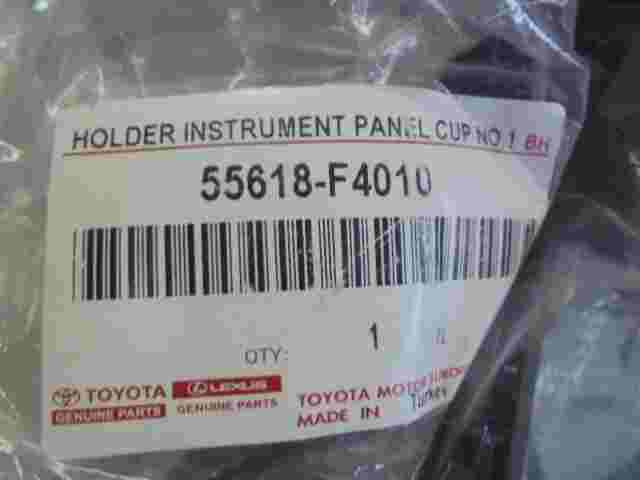 HOLDER INSTRUMENT PANEL CUP NO 1 BH
55618-F4010
QTY: 1
TOYOTA LEXUS
GENUINE PARTS GENUINE PARTS
TOYOTA MOTOR EUROPE
MADE IN Turkey